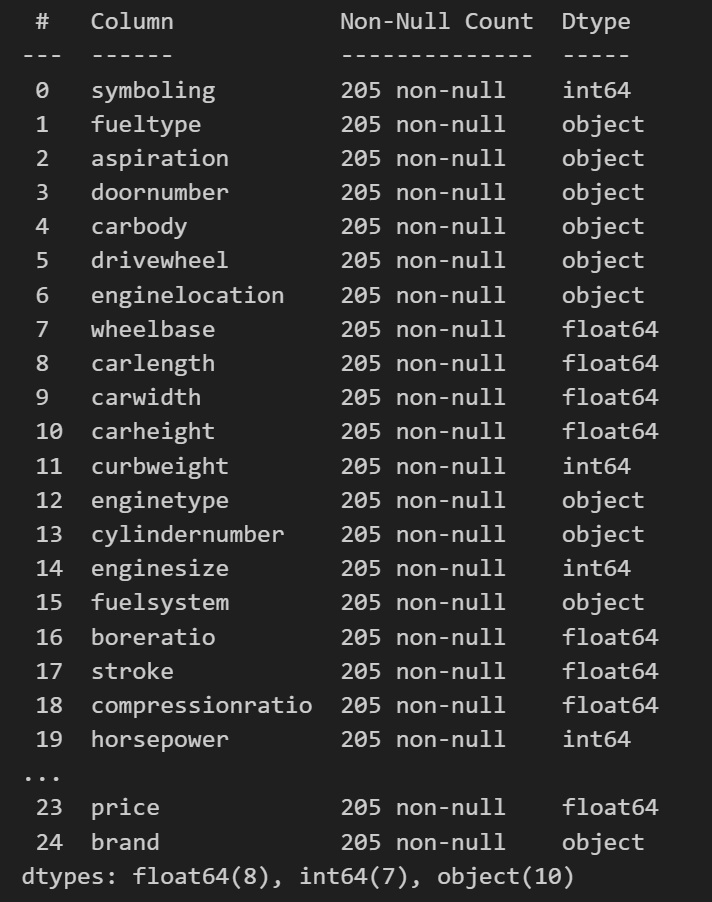 #   Column            Non-Null Count  Dtype
---  ------            --------------  -----
0   symboling         205 non-null    int64
1   fueltype          205 non-null    object
2   aspiration        205 non-null    object
3   doornumber        205 non-null    object
4   carbody           205 non-null    object
5   drivewheel        205 non-null    object
6   enginelocation    205 non-null    object
7   wheelbase         205 non-null    float64
8   carlength         205 non-null    float64
9   carwidth          205 non-null    float64
10  carheight         205 non-null    float64
11  curbweight        205 non-null    int64
12  enginetype        205 non-null    object
13  cylindernumber    205 non-null    object
14  enginesize        205 non-null    int64
15  fuelsystem        205 non-null    object
16  boreratio         205 non-null    float64
17  stroke            205 non-null    float64
18  compressionratio  205 non-null    float64
19  horsepower        205 non-null    int64
...
23  price             205 non-null    float64
24  brand             205 non-null    object
dtypes: float64(8), int64(7), object(10)